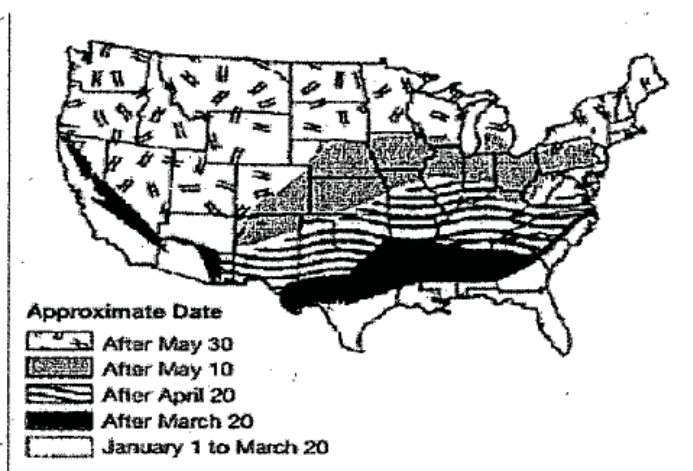 Approximate Date
After May 30
After May 10
After April 20
After March 20
January 1 to March 20